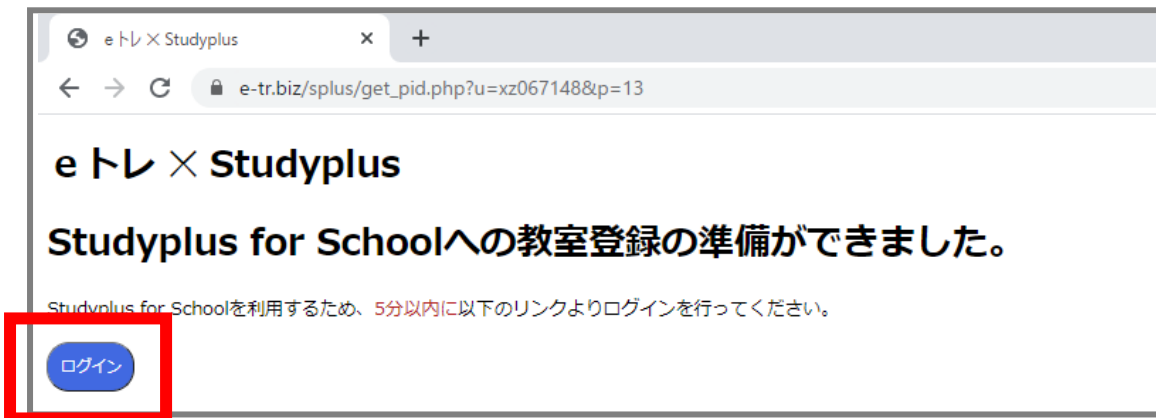 eトレ×Studyplus
e-tr.biz/splus/get_pid.php?u=xz067148&p=13
eトレ × Studyplus
Studyplus for Schoolへの教室登録の準備ができました。
Studyplus for Schoolを利用するため、5分以内に以下のリンクよりログインを行ってください。
ログイン